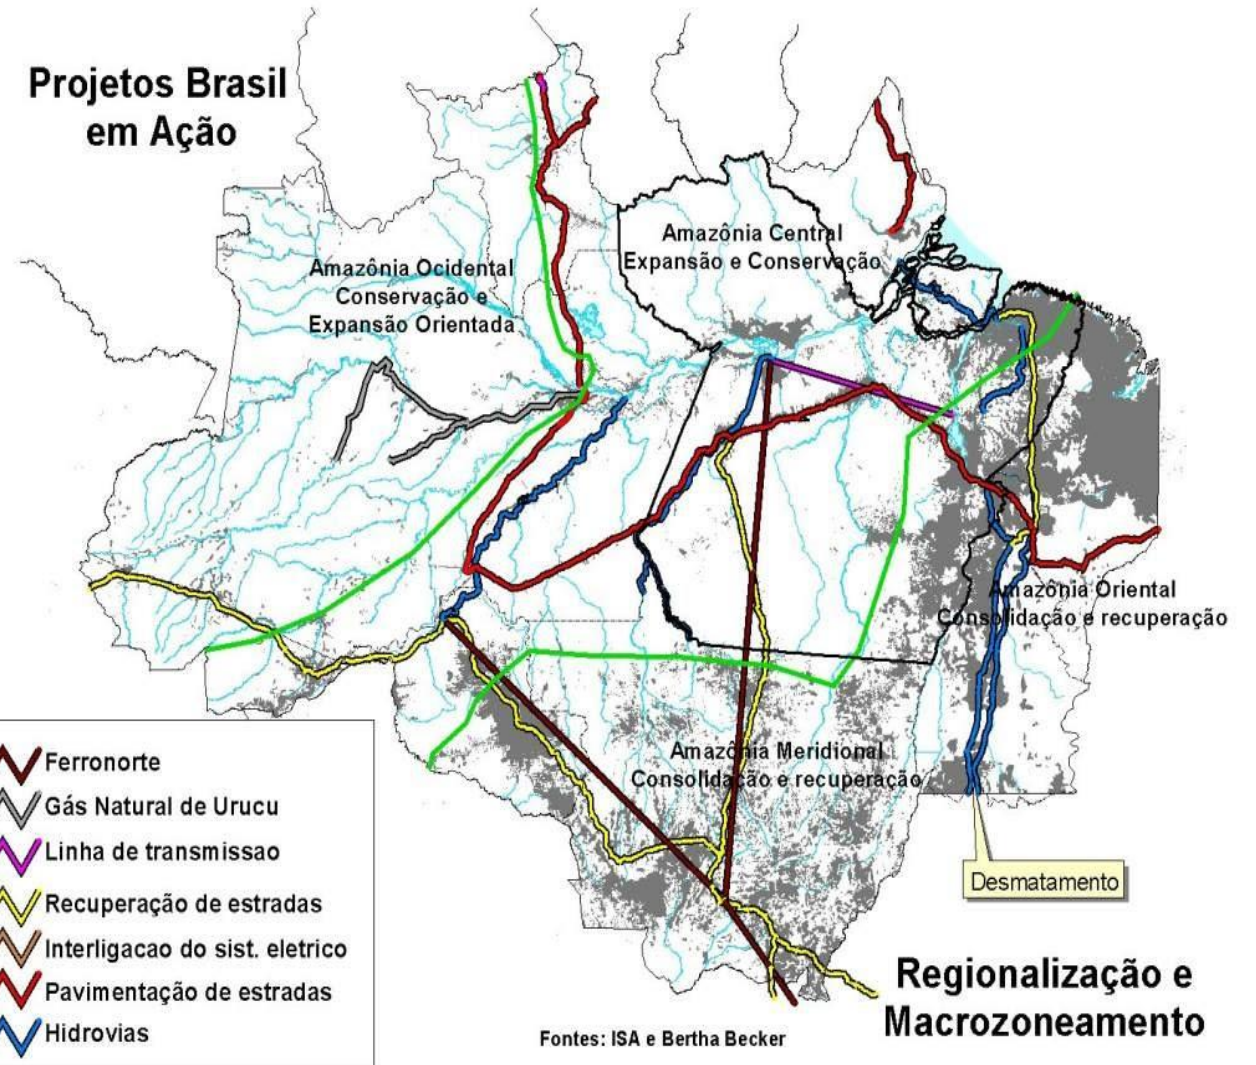 Projetos Brasil
em Ação
Amazônia Central
Expansão e Conservação
Amazônia Ocidental
Conservação e
Expansão Orientada
Amazônia Oriental
Consolidação e recuperação
Amazônia Meridional
Consolidação e recuperação
Ferronorte
Gás Natural de Urucu
Linha de transmissao
Recuperação de estradas
Interligacao do sist. eletrico
Pavimentação de estradas
Hidrovias
Desmatamento
Regionalização e
Macrozoneamento
Fontes: ISA e Bertha Becker